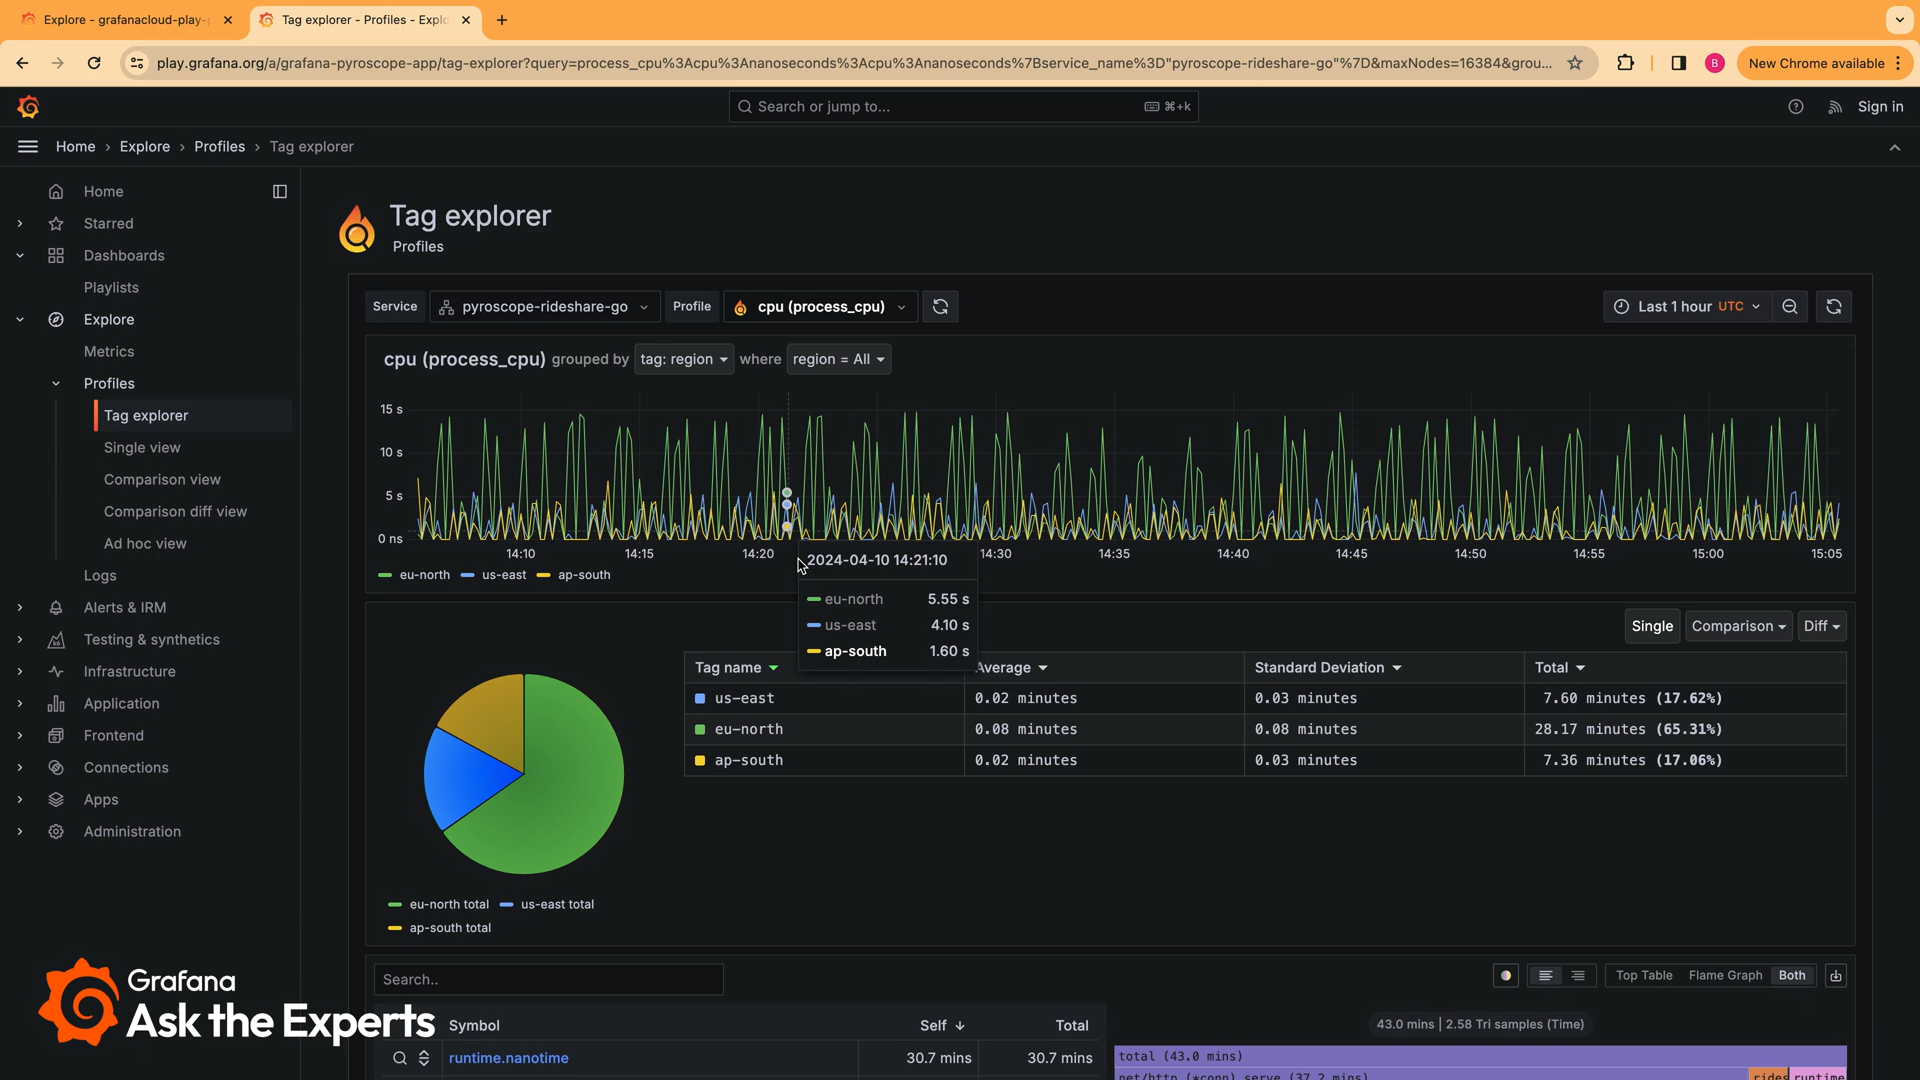 Explore - grafanacloud-play-
Tag explorer - Profiles - Explo
play.grafana.org/a/grafana-pyroscope-app/tag-explorer?query=process_cpu%3Acpu%3Ananoseconds%3Acpu%3Ananoseconds%7Bservice_name%3D"pyroscope-rideshare-go"%7D&maxNodes=16384&grou...
B
New Chrome available
Search or jump to...
⌘+k
Sign in
Home › Explore › Profiles › Tag explorer
Home
Starred
Dashboards
Playlists
Explore
Metrics
Profiles
Tag explorer
Single view
Comparison view
Comparison diff view
Ad hoc view
Logs
Alerts & IRM
Testing & synthetics
Infrastructure
Application
Frontend
Connections
Apps
Administration
Tag explorer
Profiles
Service pyroscope-rideshare-go Profile cpu (process_cpu)
Last 1 hour UTC
cpu (process_cpu) grouped by tag: region where region = All
15 s
10 s
5 s
0 ns
14:10 14:15 14:20 14:30 14:35 14:40 14:45 14:50 14:55 15:00 15:05
eu-north us-east ap-south
2024-04-10 14:21:10
eu-north 5.55 s
us-east 4.10 s
ap-south 1.60 s
Single Comparison Diff
Tag name Average Standard Deviation Total
us-east 0.02 minutes 0.03 minutes 7.60 minutes (17.62%)
eu-north 0.08 minutes 0.08 minutes 28.17 minutes (65.31%)
ap-south 0.02 minutes 0.03 minutes 7.36 minutes (17.06%)
eu-north total us-east total
ap-south total
Search..
Top Table Flame Graph Both
Symbol Self Total
runtime.nanotime 30.7 mins 30.7 mins
43.0 mins | 2.58 Tri samples (Time)
total (43.0 mins)
net/http.(*conn).serve (37.2 mins)
rides runtime
Grafana
Ask the Experts